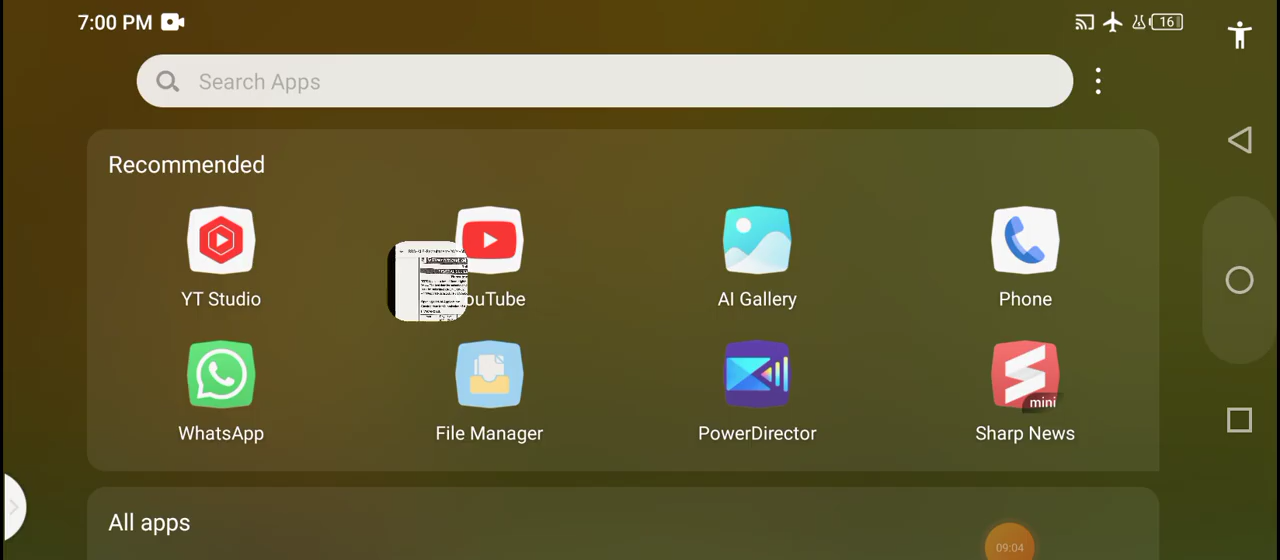 7:00 PM
16
Search Apps
Recommended
YT Studio
ouTube
AI Gallery
Phone
mini
WhatsApp
File Manager
PowerDirector
Sharp News
All apps
09:04